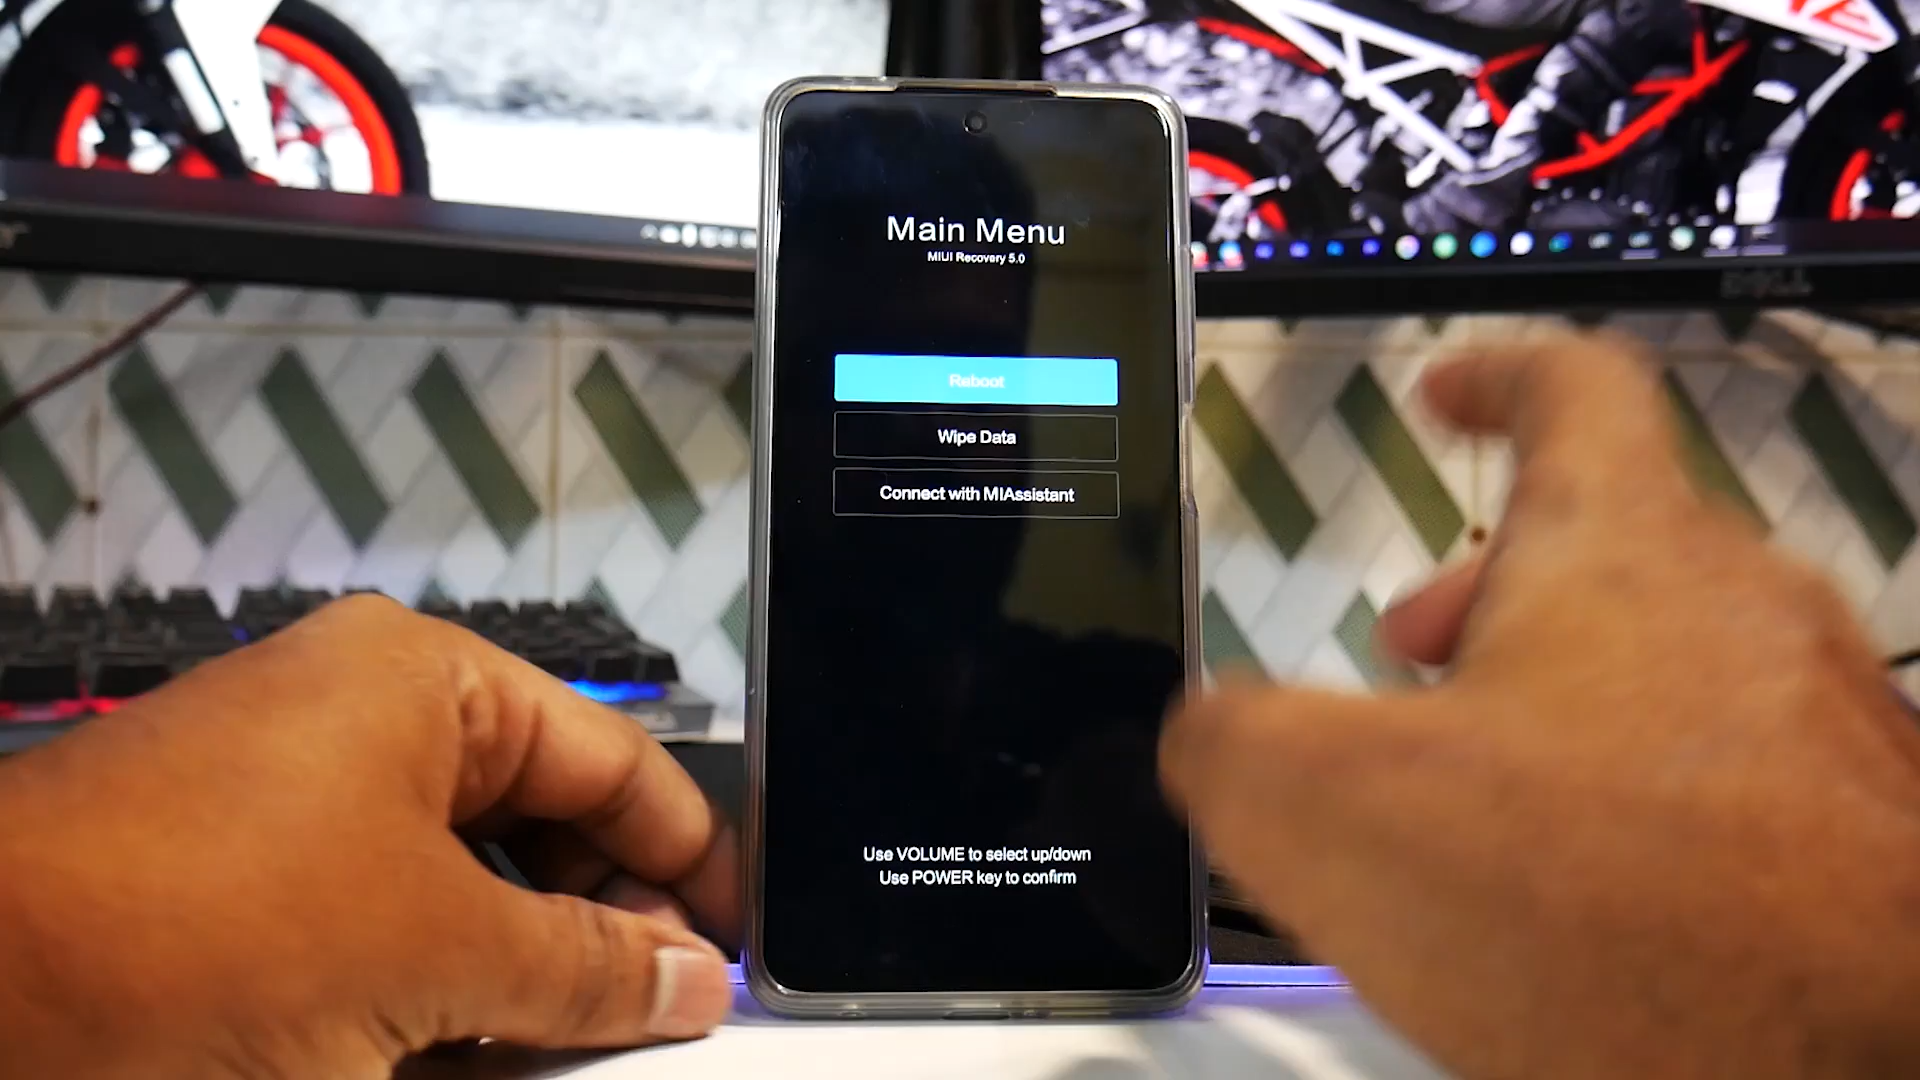 Main Menu
MIUI Recovery 5.0
Reboot
Wipe Data
Connect with MIAssistant
Use VOLUME to select up/down
Use POWER key to confirm
DELL